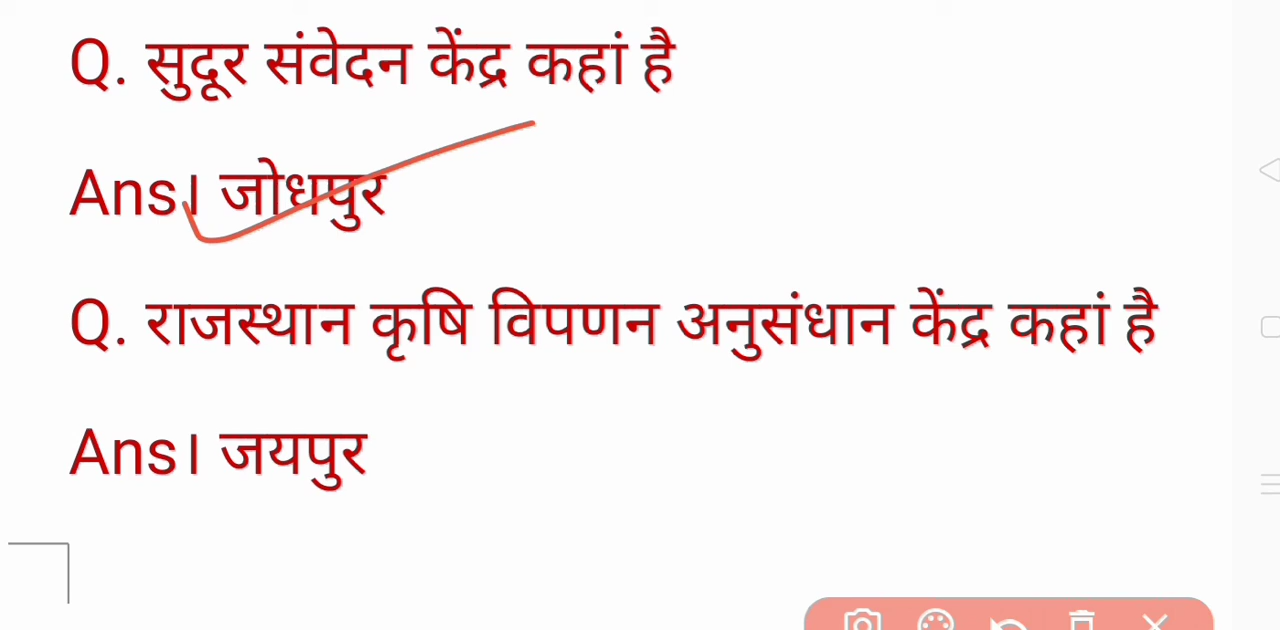 Q. सुदूर संवेदन केंद्र कहां है
Ans। जोधपुर
Q. राजस्थान कृषि विपणन अनुसंधान केंद्र कहां है
Ans। जयपुर